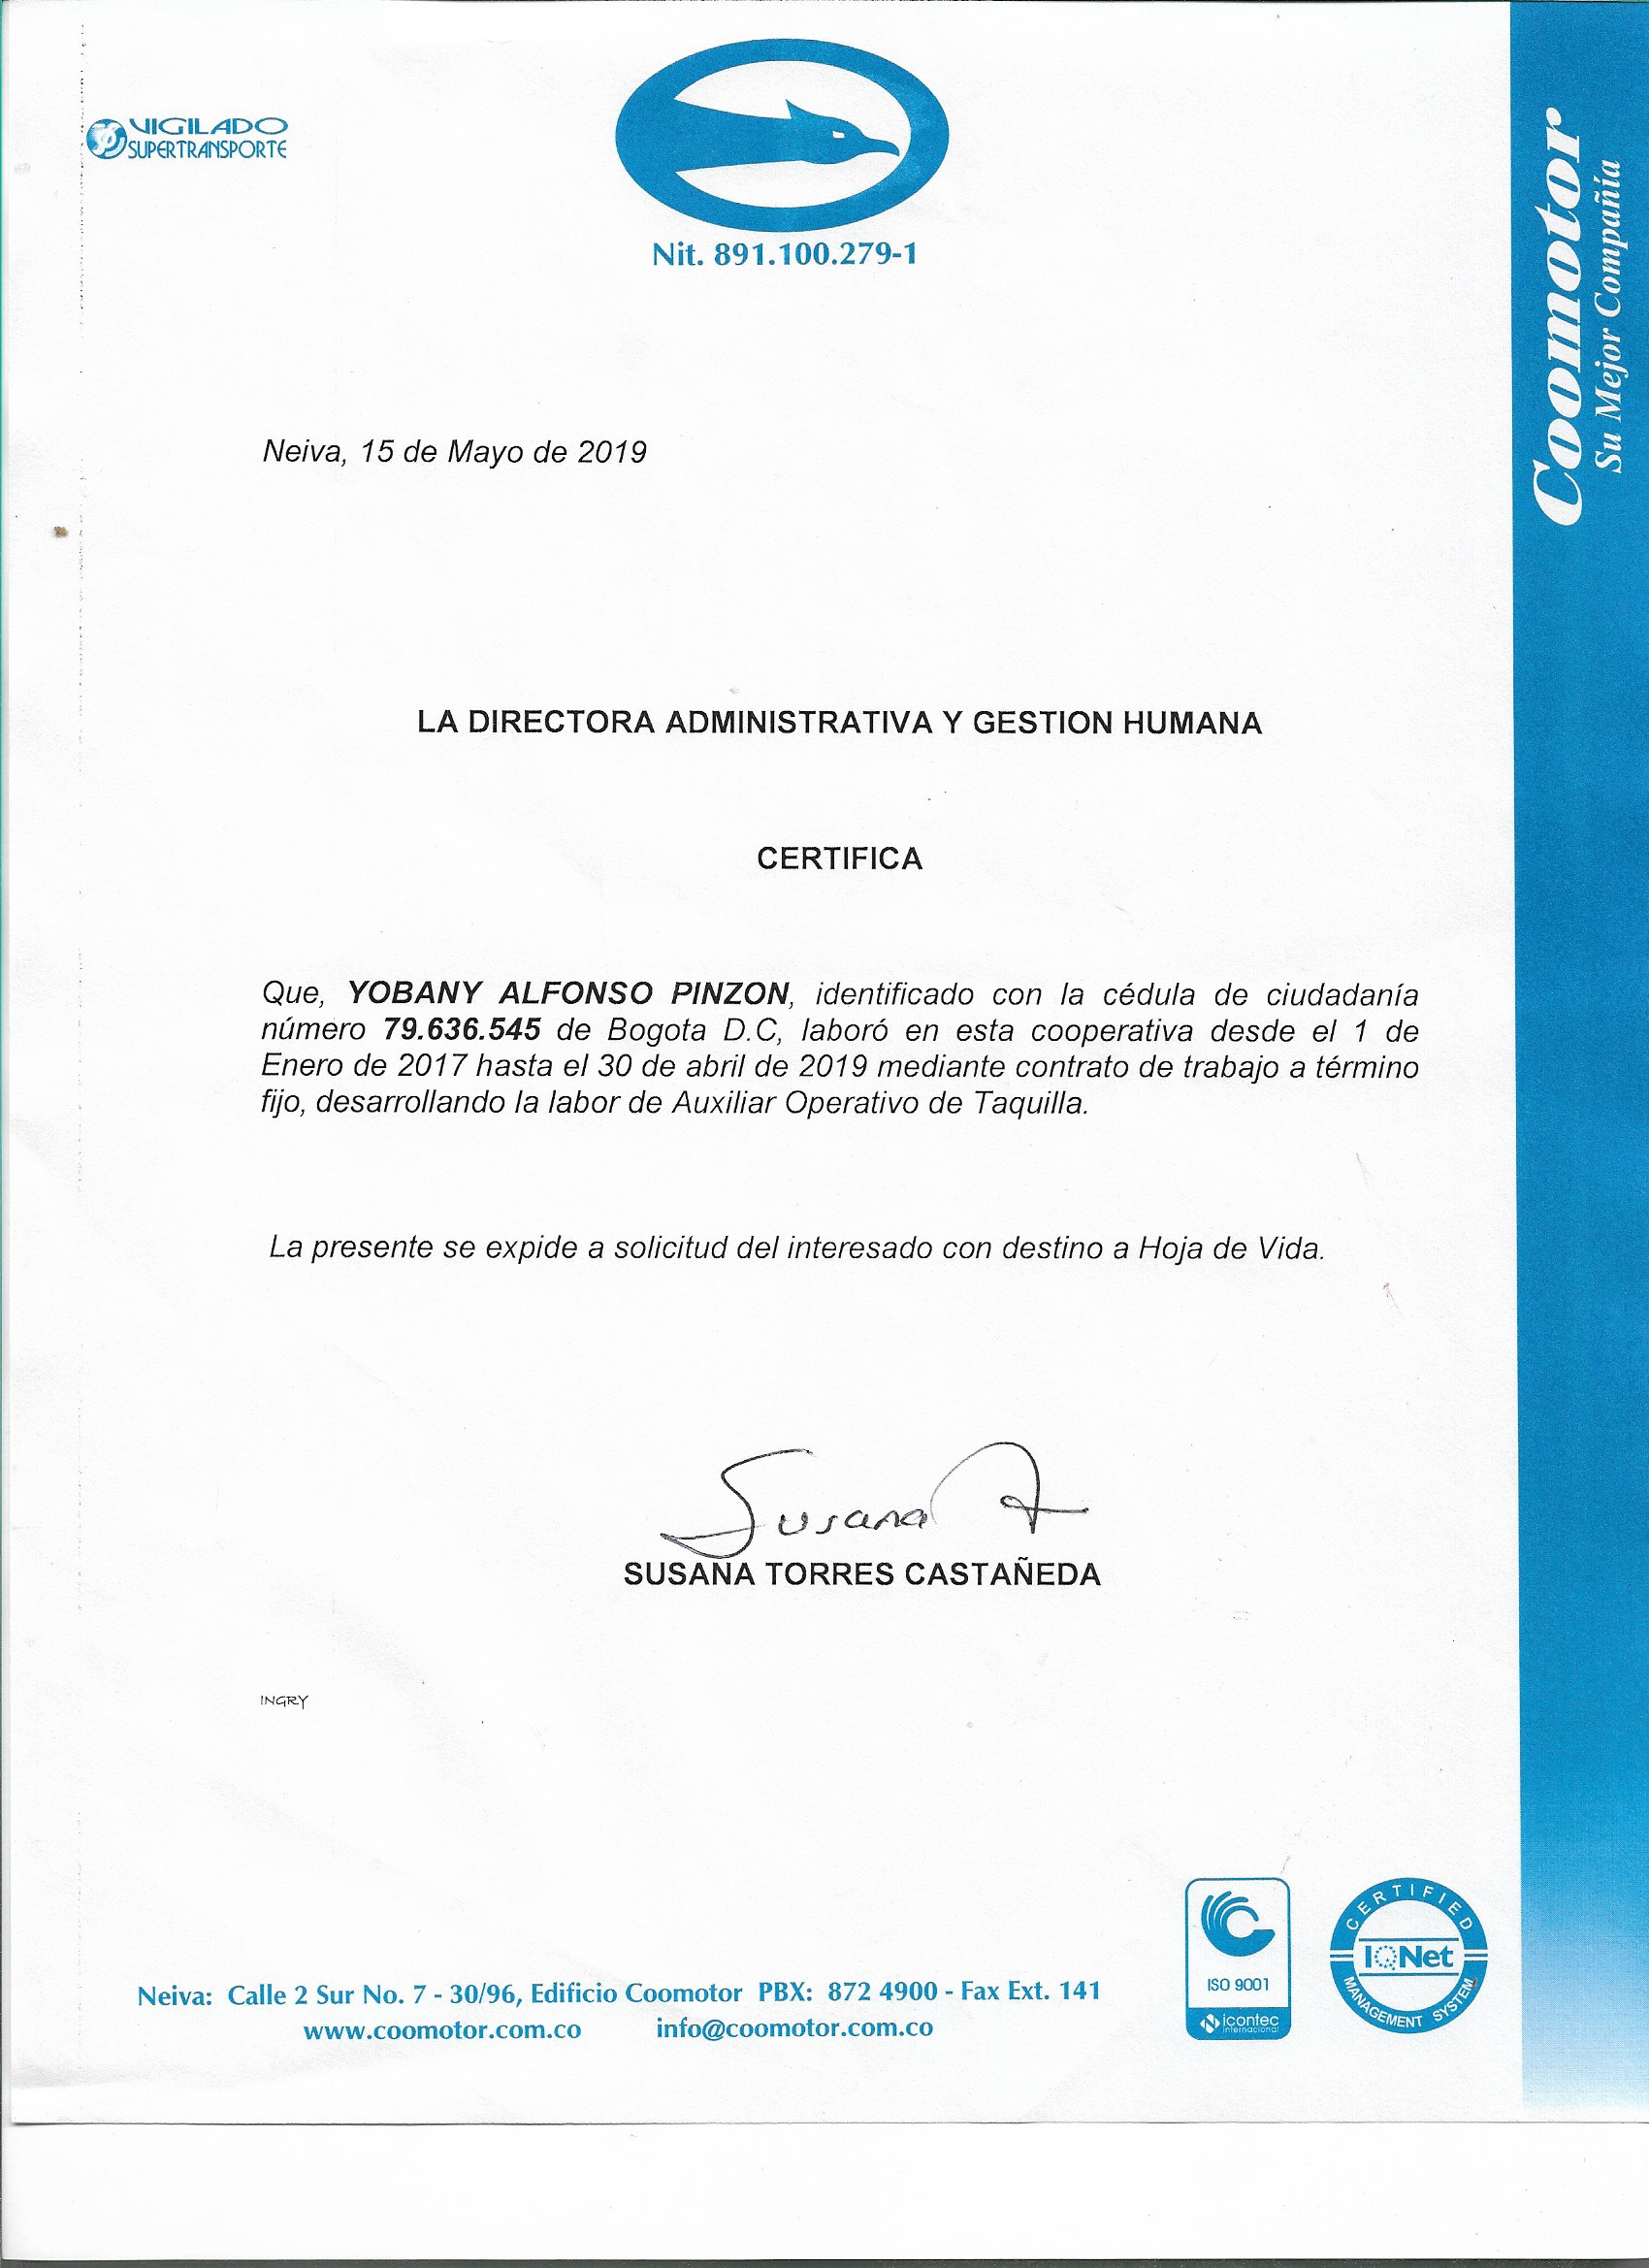 VIGILADO
SUPERTRANSPORTE
Nit. 891.100.279-1
Coomotor
Su Mejor Compañía
Neiva, 15 de Mayo de 2019
LA DIRECTORA ADMINISTRATIVA Y GESTION HUMANA
CERTIFICA
Que, YOBANY ALFONSO PINZON, identificado con la cédula de ciudadanía
número 79.636.545 de Bogota D.C, laboró en esta cooperativa desde el 1 de
Enero de 2017 hasta el 30 de abril de 2019 mediante contrato de trabajo a término
fijo, desarrollando la labor de Auxiliar Operativo de Taquilla.
La presente se expide a solicitud del interesado con destino a Hoja de Vida.
Susana T
SUSANA TORRES CASTAÑEDA
INGRY
ISO 9001
icontec
internacional
CERTIFIED
IQNet
MANAGEMENT SYSTEM
Neiva: Calle 2 Sur No. 7 - 30/96, Edificio Coomotor PBX: 872 4900 - Fax Ext. 141
www.coomotor.com.co info@coomotor.com.co